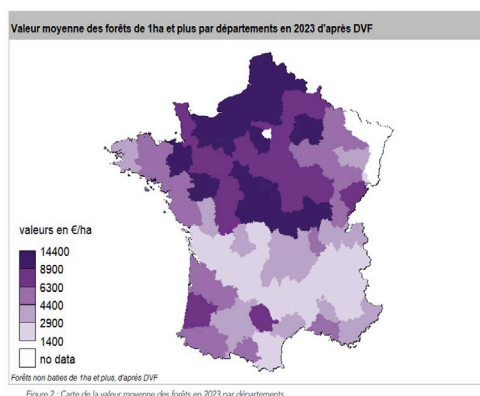 Valeur moyenne des forêts de 1ha et plus par départements en 2023 d'après DVF
valeurs en €/ha
14400
8900
6300
4400
2900
1400
no data
Forêts non baties de 1ha et plus, d'aprés DVF
Figure 2 : Carte de la valeur moyenne des forêts en 2023 par départements